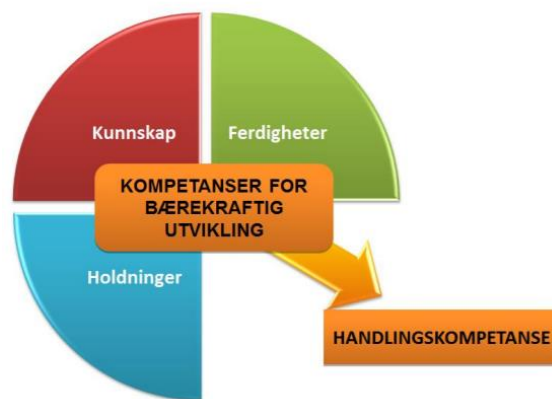 Kunnskap
Ferdigheter
KOMPETANSER FOR
BÆREKRAFTIG
UTVIKLING
Holdninger
HANDLINGSKOMPETANSE